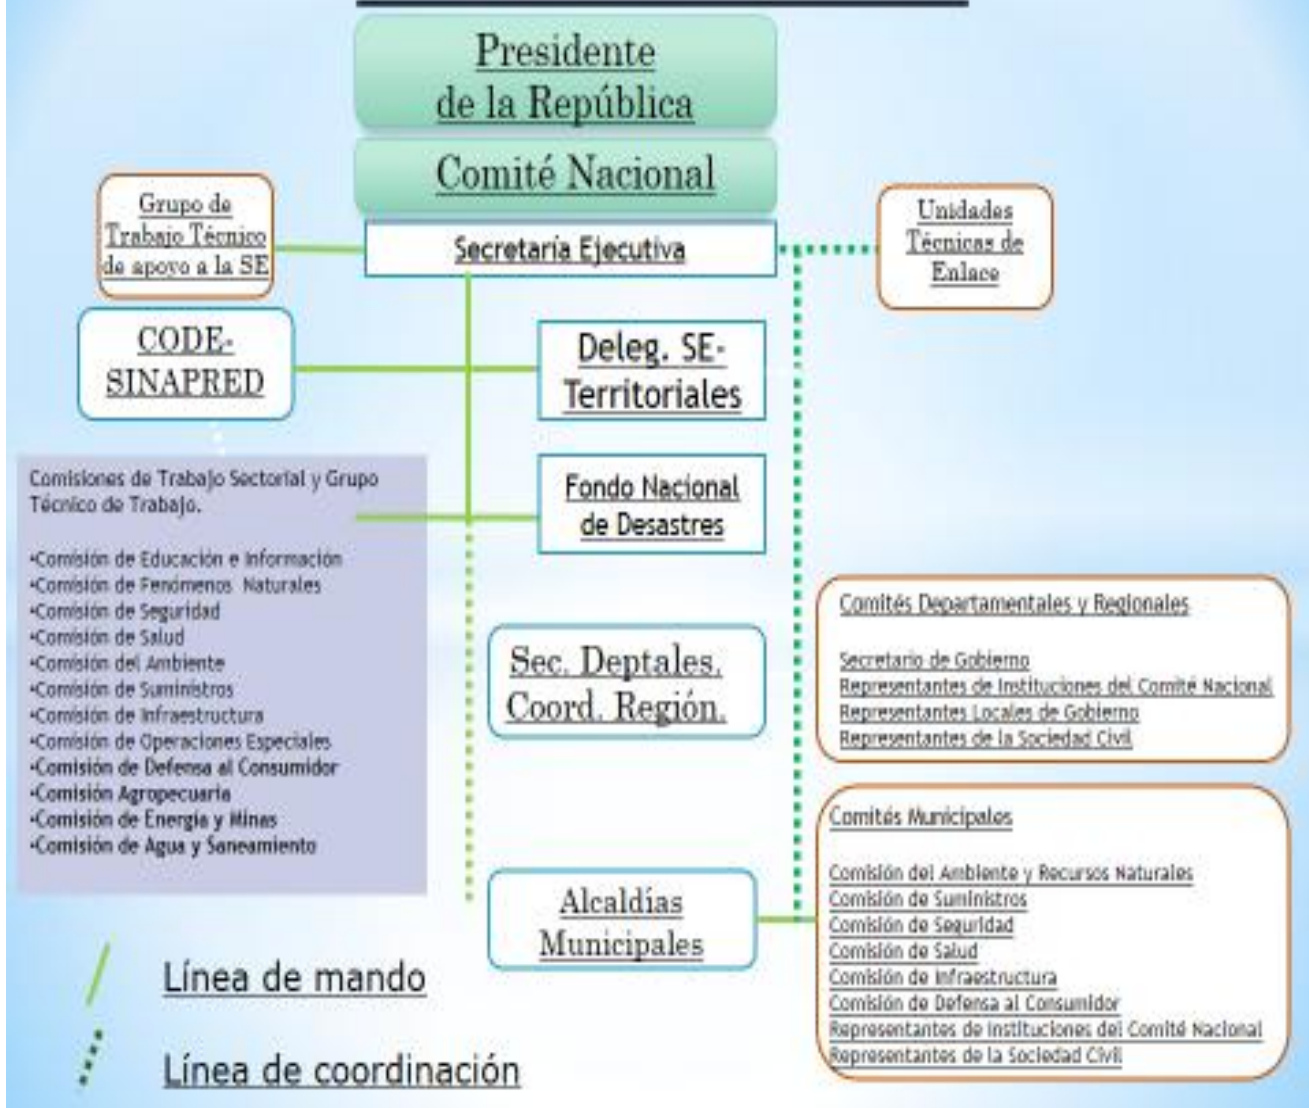 Presidente
de la República
Comité Nacional
Secretaría Ejecutiva
Grupo de
Trabajo Técnico
de apoyo a la SE
Unidades
Técnicas de
Enlace
CODE-
SINAPRED
Deleg. SE-
Territoriales
Comisiones de Trabajo Sectorial y Grupo
Técnico de Trabajo.
•Comisión de Educación e Información
•Comisión de Fenómenos Naturales
•Comisión de Seguridad
•Comisión de Salud
•Comisión del Ambiente
•Comisión de Suministros
•Comisión de Infraestructura
•Comisión de Operaciones Especiales
•Comisión de Defensa al Consumidor
•Comisión Agropecuaria
•Comisión de Energía y Minas
•Comisión de Agua y Saneamiento
Fondo Nacional
de Desastres
Sec. Deptales.
Coord. Región.
Comités Departamentales y Regionales
Secretario de Gobierno
Representantes de Instituciones del Comité Nacional
Representantes Locales de Gobierno
Representantes de la Sociedad Civil
Alcaldías
Municipales
Comités Municipales
Comisión del Ambiente y Recursos Naturales
Comisión de Suministros
Comisión de Seguridad
Comisión de Salud
Comisión de Infraestructura
Comisión de Defensa al Consumidor
Representantes de Instituciones del Comité Nacional
Representantes de la Sociedad Civil
Línea de mando
Línea de coordinación